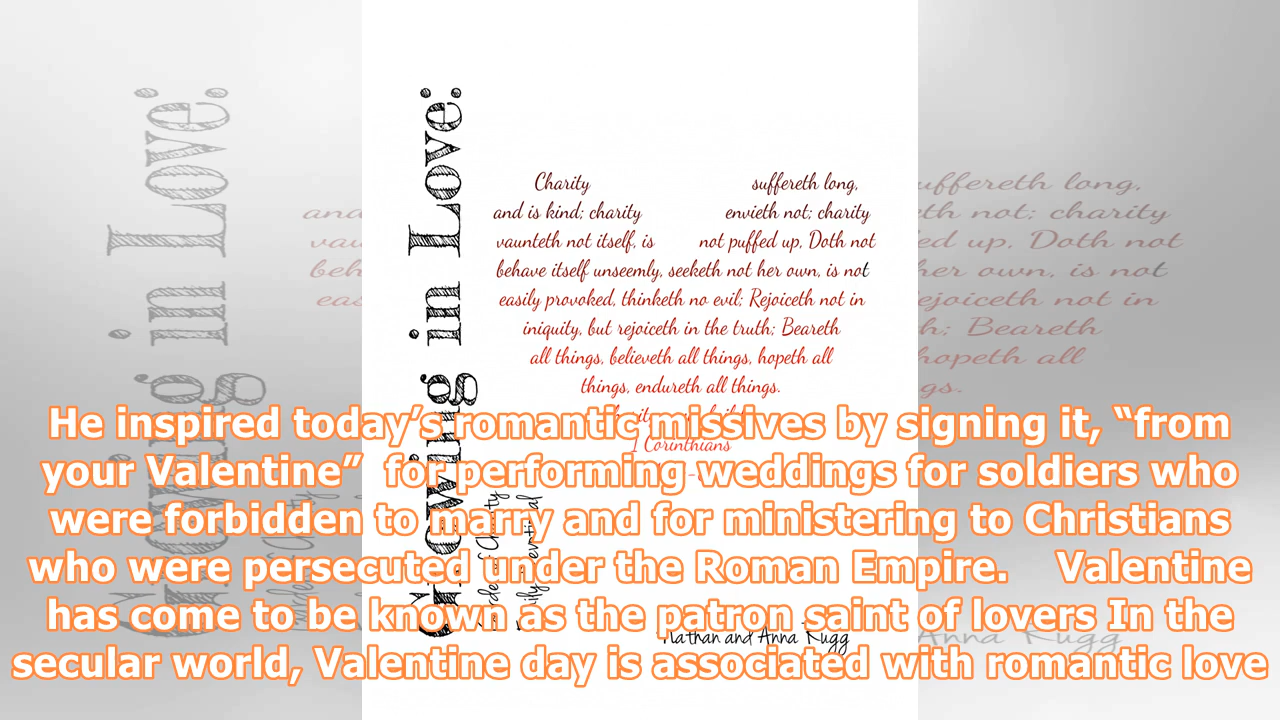 Growing in Love:
Charity suffereth long,
and is kind; charity envieth not; charity
vaunteth not itself, is not puffed up, Doth not
behave itself unseemly, seeketh not her own, is not
easily provoked, thinketh no evil; Rejoiceth not in
iniquity, but rejoiceth in the truth; Beareth
all things, believeth all things, hopeth all
things, endureth all things.
1 Corinthians
of Charity
Nathan and Anna Rugg
He inspired today’s romantic missives by signing it, “from
your Valentine”  for performing weddings for soldiers who
were forbidden to marry and for ministering to Christians
who were persecuted under the Roman Empire.    Valentine
has come to be known as the patron saint of lovers In the
secular world, Valentine day is associated with romantic love